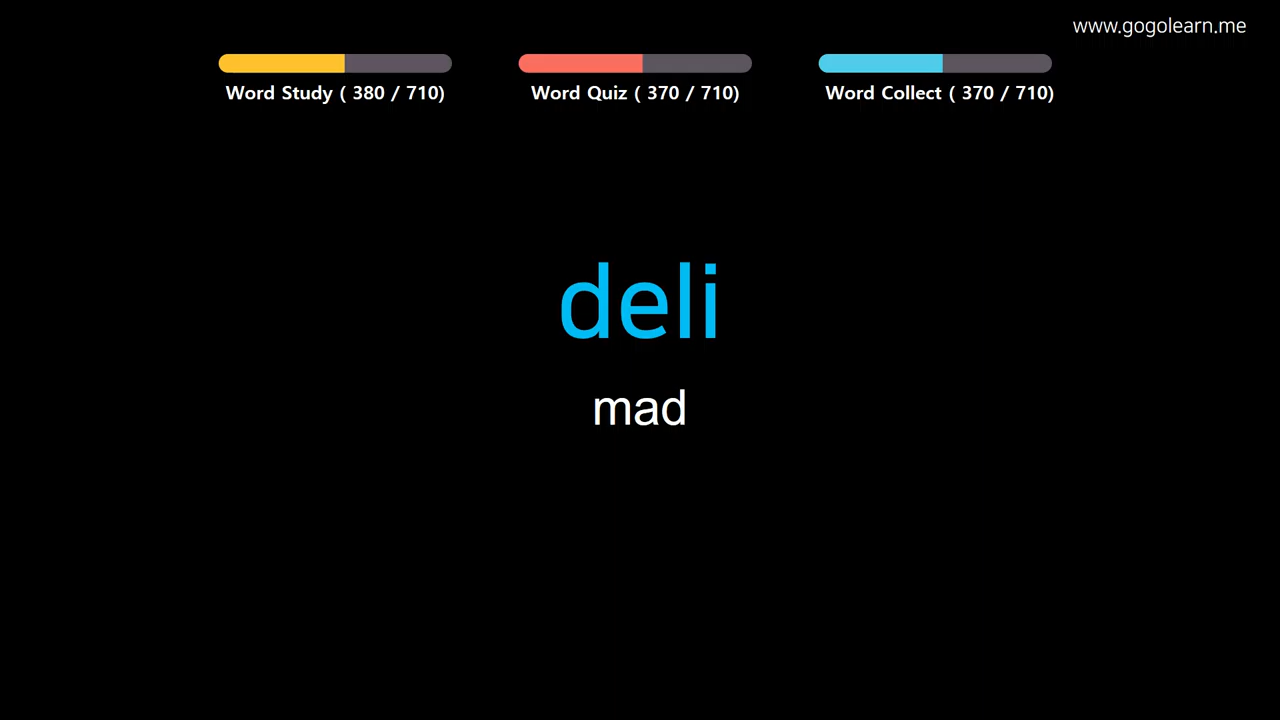 www.gogolearn.me
Word Study ( 380 / 710)
Word Quiz ( 370 / 710)
Word Collect ( 370 / 710)
deli
mad